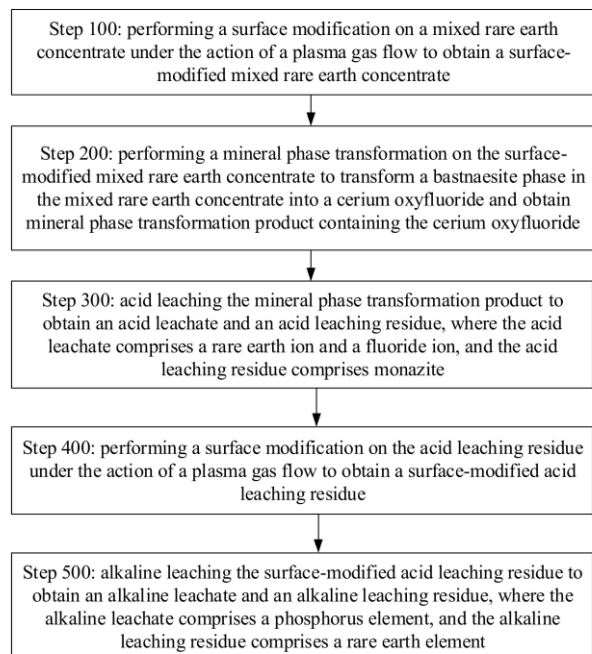 Step 100: performing a surface modification on a mixed rare earth
concentrate under the action of a plasma gas flow to obtain a surface-
modified mixed rare earth concentrate
Step 200: performing a mineral phase transformation on the surface-
modified mixed rare earth concentrate to transform a bastnaesite phase in
the mixed rare earth concentrate into a cerium oxyfluoride and obtain
mineral phase transformation product containing the cerium oxyfluoride
Step 300: acid leaching the mineral phase transformation product to
obtain an acid leachate and an acid leaching residue, where the acid
leachate comprises a rare earth ion and a fluoride ion, and the acid
leaching residue comprises monazite
Step 400: performing a surface modification on the acid leaching residue
under the action of a plasma gas flow to obtain a surface-modified acid
leaching residue
Step 500: alkaline leaching the surface-modified acid leaching residue to
obtain an alkaline leachate and an alkaline leaching residue, where the
alkaline leachate comprises a phosphorus element, and the alkaline
leaching residue comprises a rare earth element